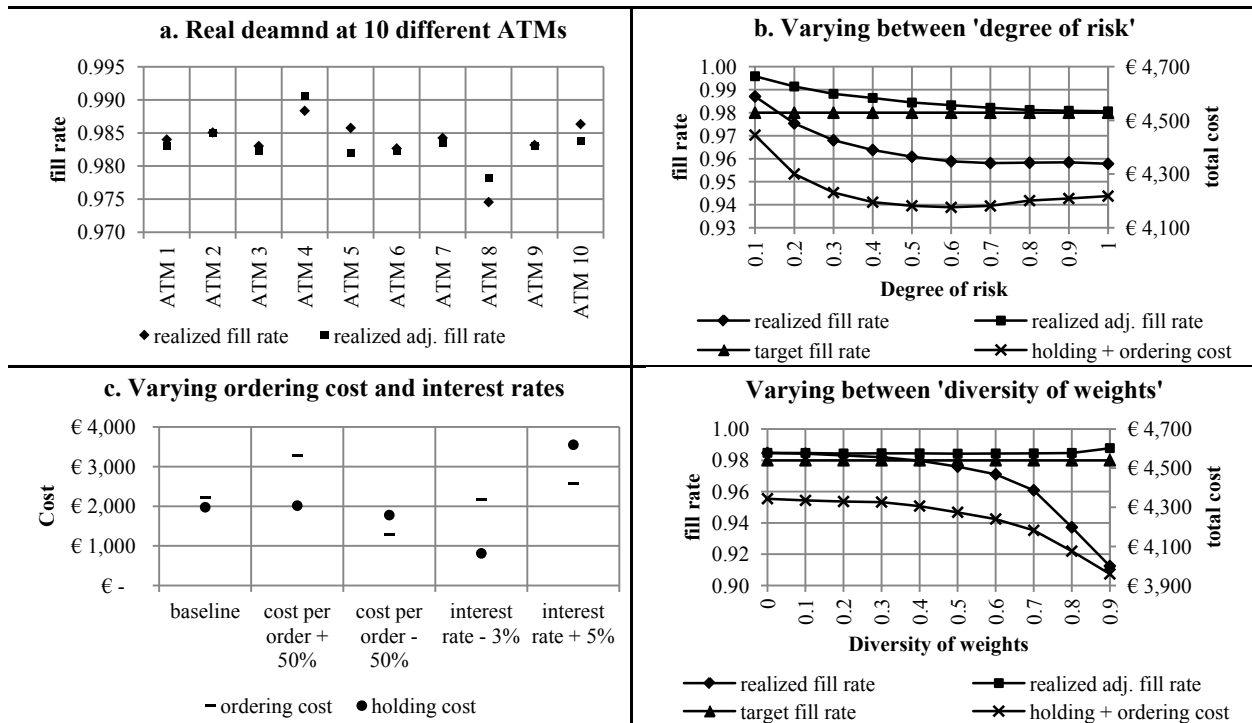 a. Real deamnd at 10 different ATMs
fill rate
0.995
0.990
0.985
0.980
0.975
0.970
ATM 1
ATM 2
ATM 3
ATM 4
ATM 5
ATM 6
ATM 7
ATM 8
ATM 9
ATM 10
realized fill rate
realized adj. fill rate
b. Varying between 'degree of risk'
fill rate
1.00
0.99
0.98
0.97
0.96
0.95
0.94
0.93
€ 4,700
€ 4,500
€ 4,300
€ 4,100
total cost
0.1
0.2
0.3
0.4
0.5
0.6
0.7
0.8
0.9
1
Degree of risk
realized fill rate
realized adj. fill rate
target fill rate
holding + ordering cost
c. Varying ordering cost and interest rates
Cost
€ 4,000
€ 3,000
€ 2,000
€ 1,000
€ -
baseline
cost per
order +
50%
cost per
order -
50%
interest
rate - 3%
interest
rate + 5%
ordering cost
holding cost
Varying between 'diversity of weights'
fill rate
1.00
0.98
0.96
0.94
0.92
0.90
€ 4,700
€ 4,500
€ 4,300
€ 4,100
€ 3,900
total cost
0
0.1
0.2
0.3
0.4
0.5
0.6
0.7
0.8
0.9
Diversity of weights
realized fill rate
realized adj. fill rate
target fill rate
holding + ordering cost